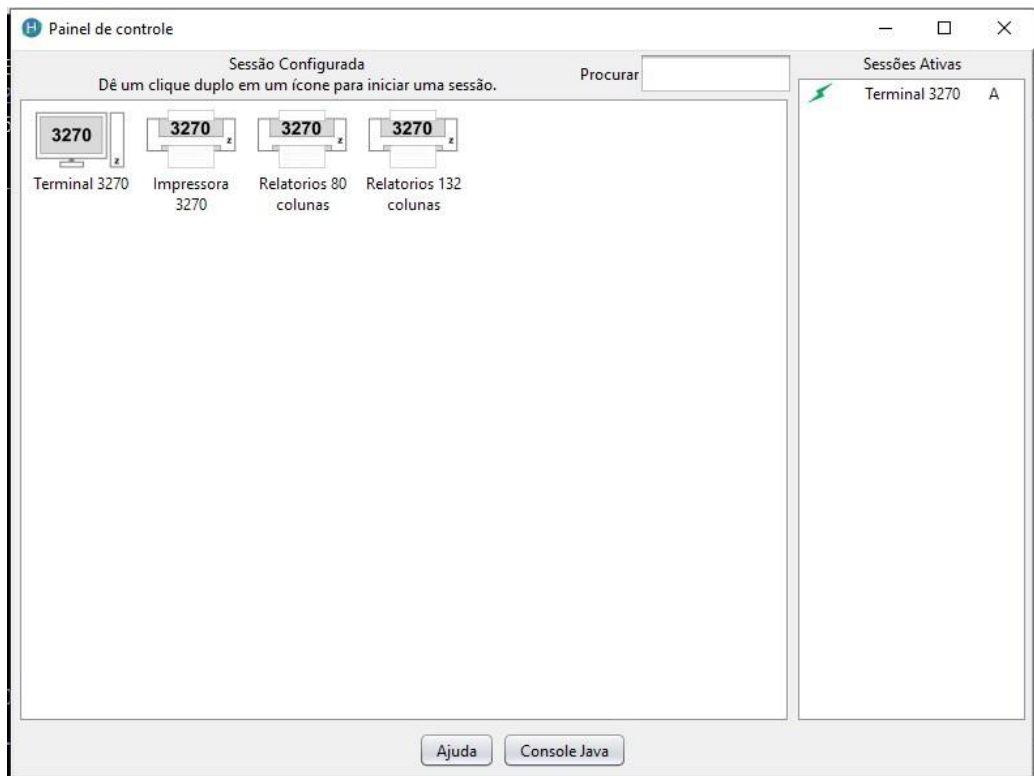 Painel de controle
Sessão Configurada
Dê um clique duplo em um ícone para iniciar uma sessão.
Procurar
Sessões Ativas
Terminal 3270 A
3270
z
Terminal 3270
3270
z
Impressora
3270
3270
z
Relatorios 80
colunas
3270
z
Relatorios 132
colunas
Ajuda
Console Java